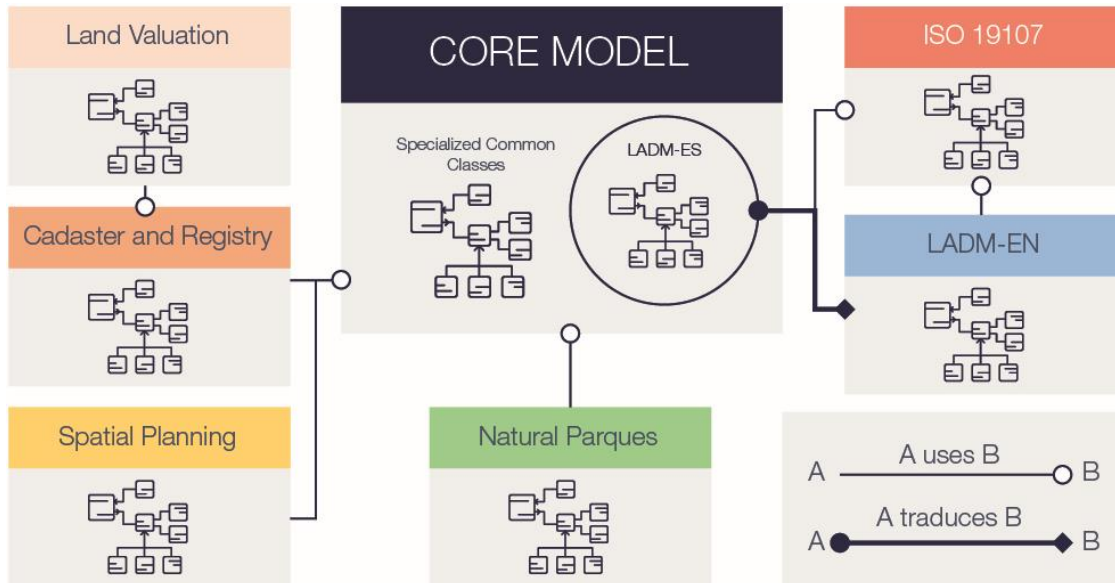 Land Valuation
CORE MODEL
ISO 19107
Specialized Common
Classes
LADM-ES
Cadaster and Registry
LADM-EN
Spatial Planning
Natural Parques
A A uses B B
A A traduces B B